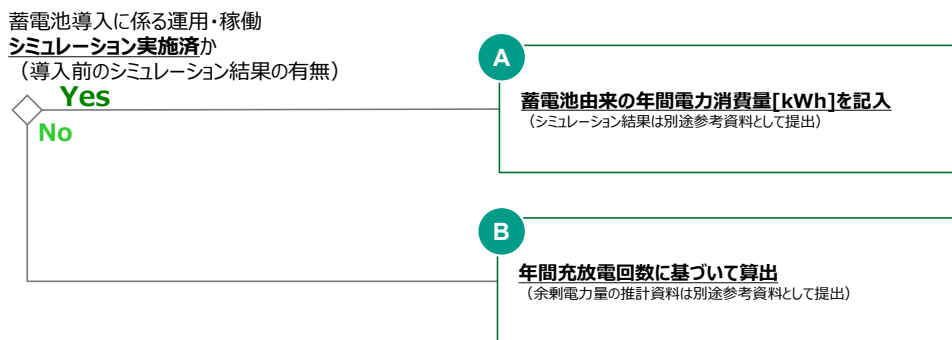 蓄電池導入に係る運用・稼働
シミュレーション実施済か
（導入前のシミュレーション結果の有無）
Yes
No
A
蓄電池由来の年間電力消費量[kWh]を記入
（シミュレーション結果は別途参考資料として提出）
B
年間充放電回数に基づいて算出
（余剰電力量の推計資料は別途参考資料として提出）